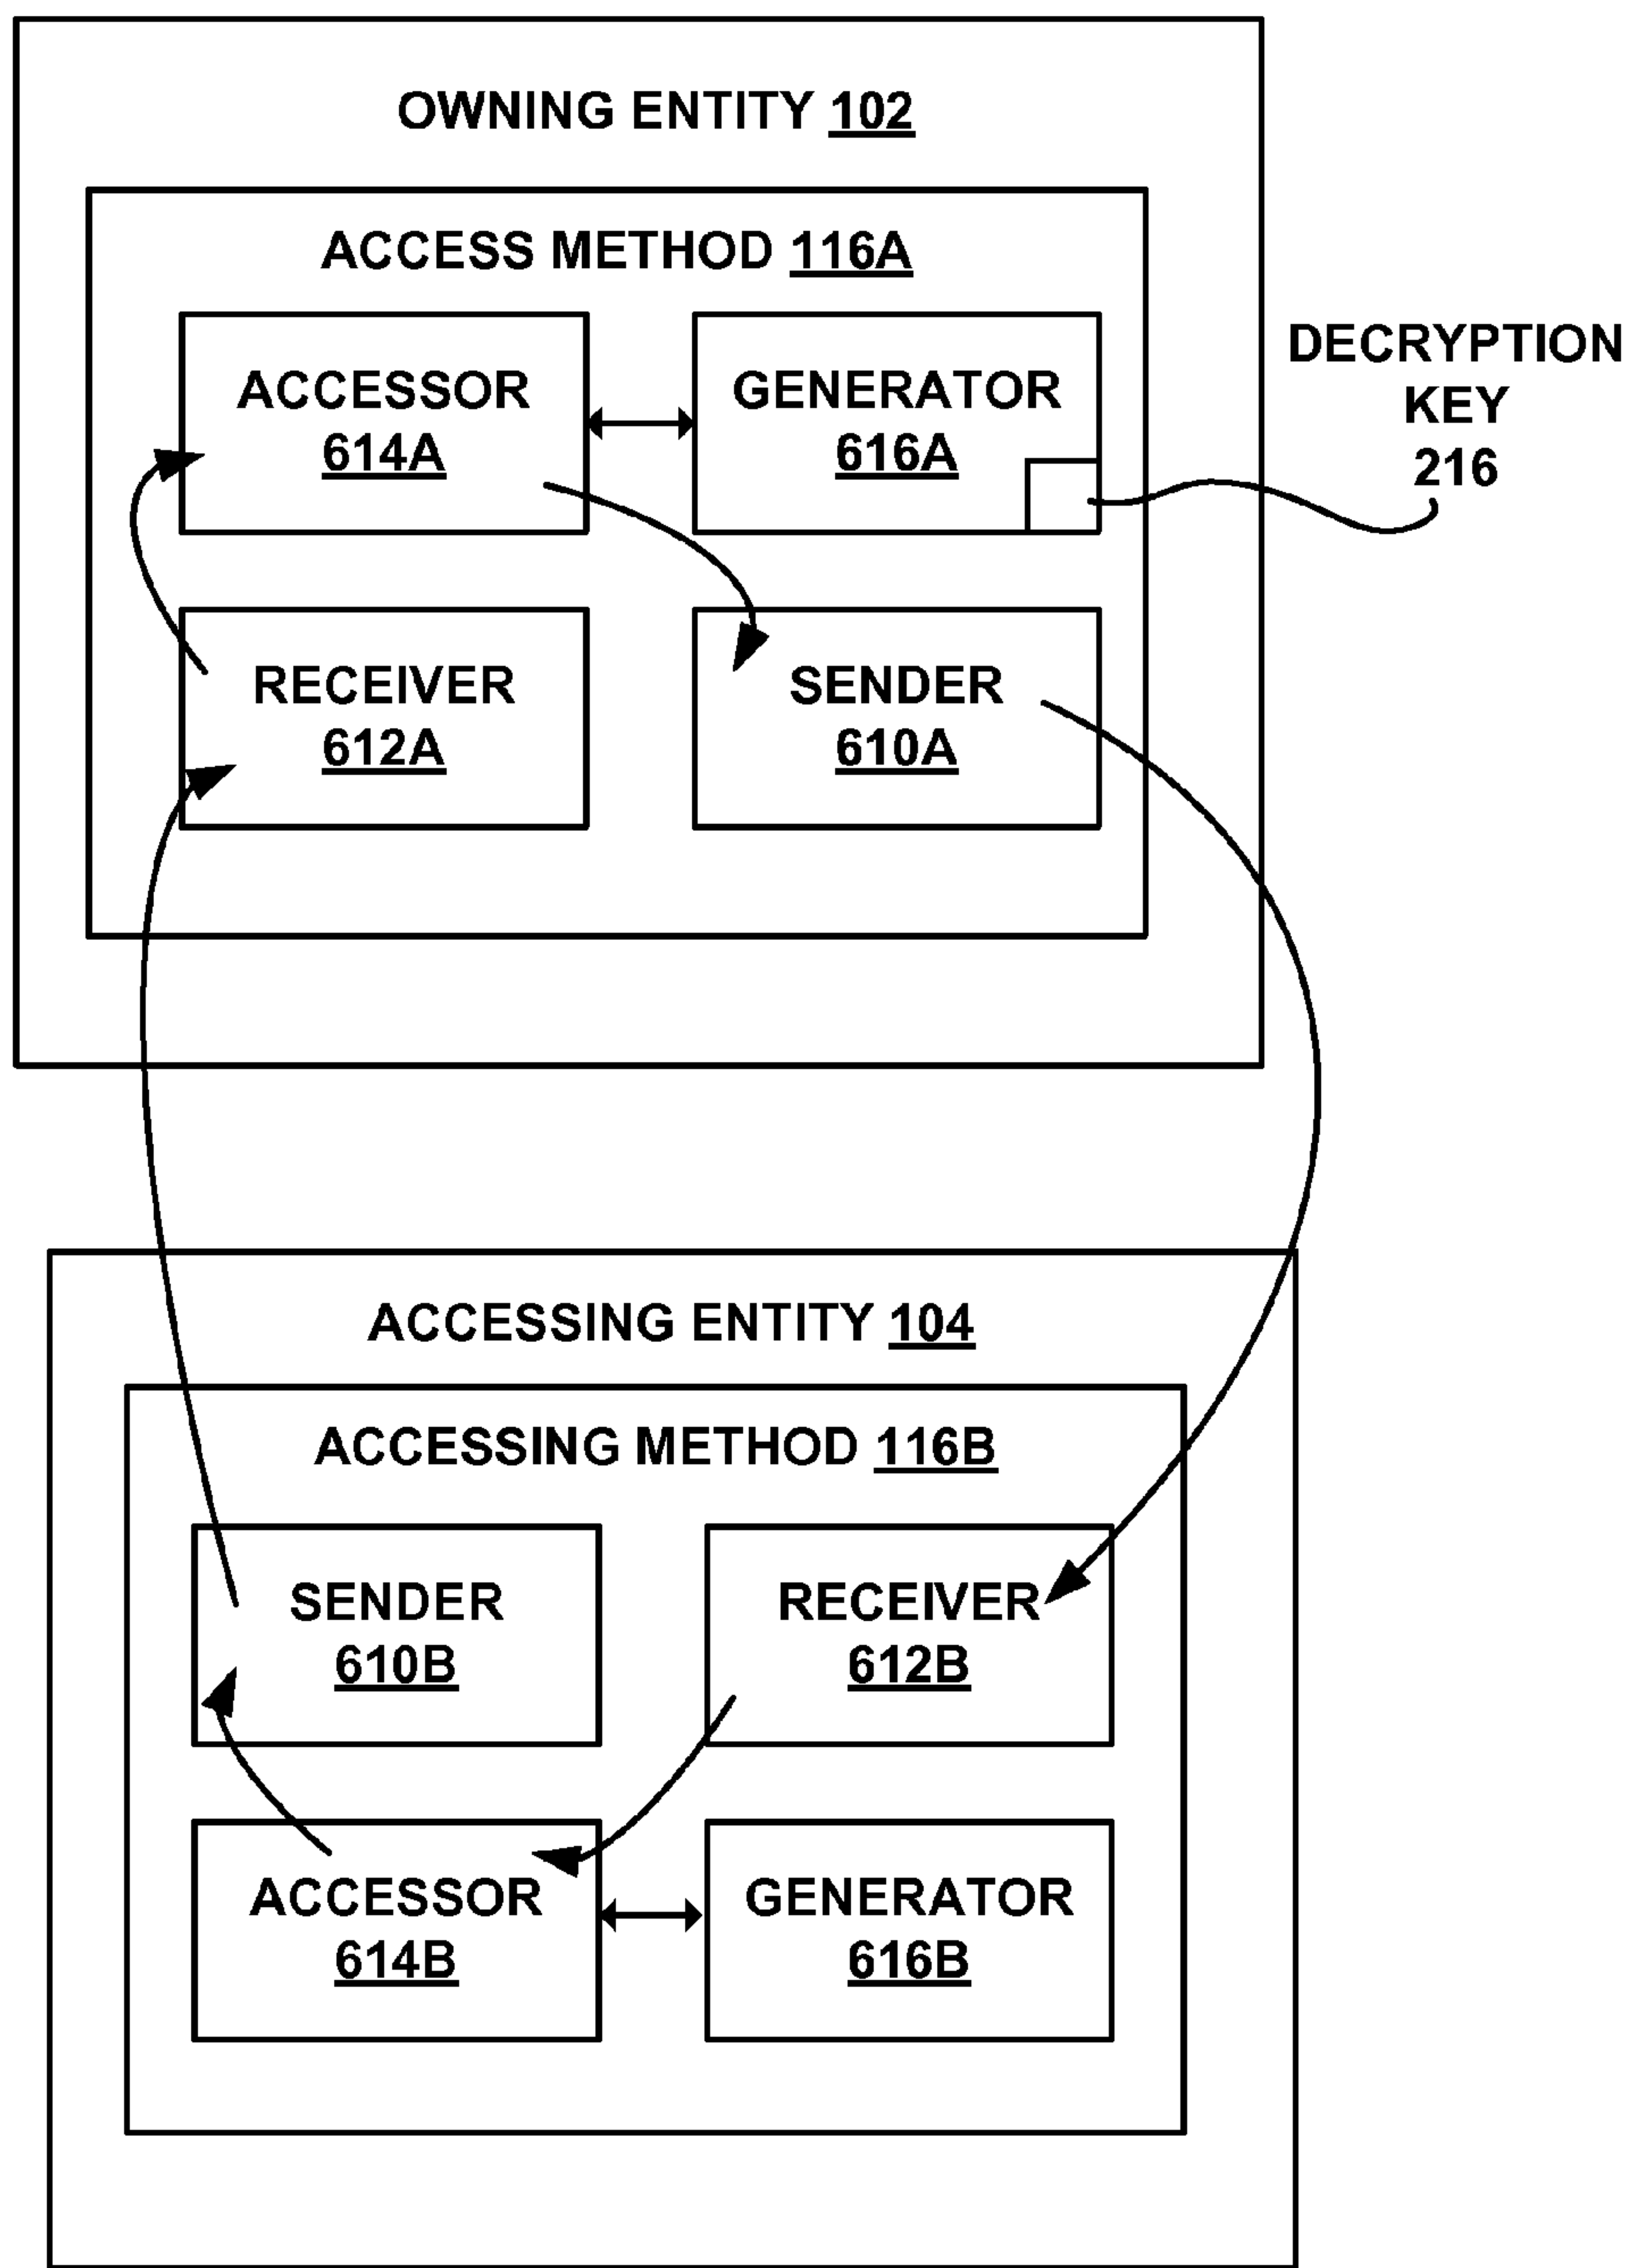 OWNING ENTITY 102
ACCESS METHOD 116A
ACCESSOR
614A
GENERATOR
616A
DECRYPTION
KEY
216
RECEIVER
612A
SENDER
610A
ACCESSING ENTITY 104
ACCESSING METHOD 116B
SENDER
610B
RECEIVER
612B
ACCESSOR
614B
GENERATOR
616B